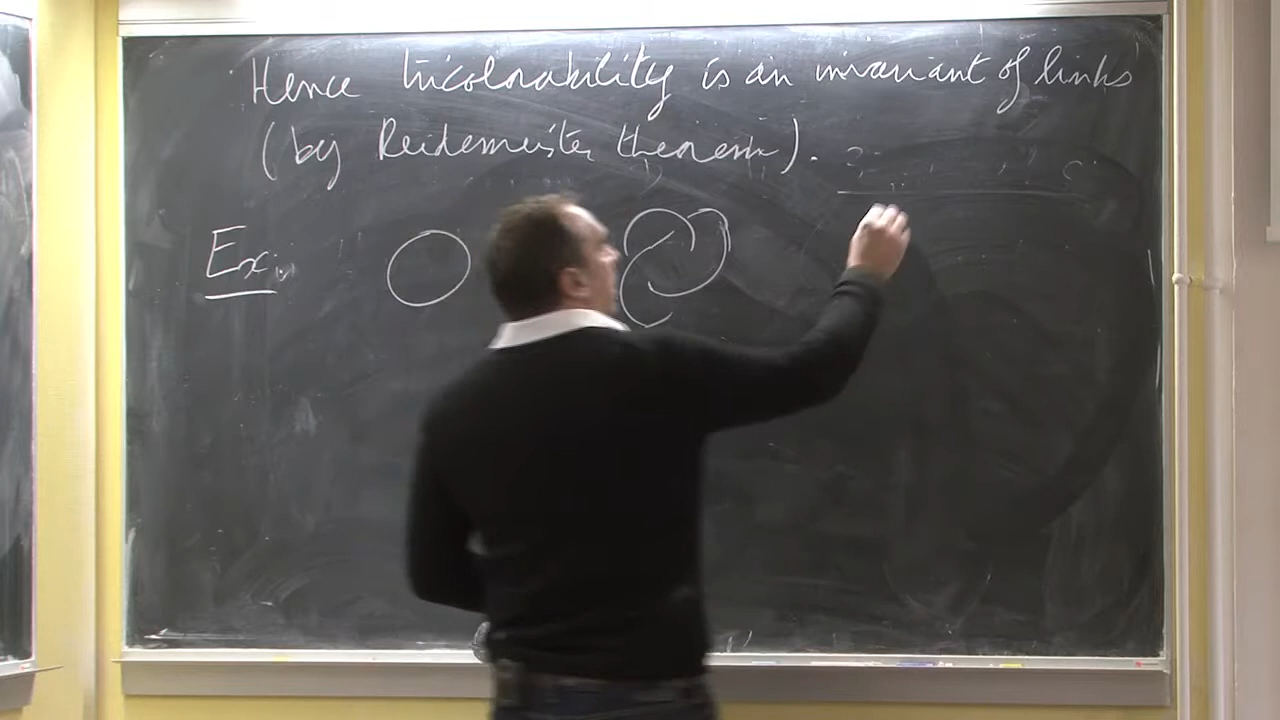 Hence tricolorability is an invariant of links
(by Reidemeister theorem).
Ex: